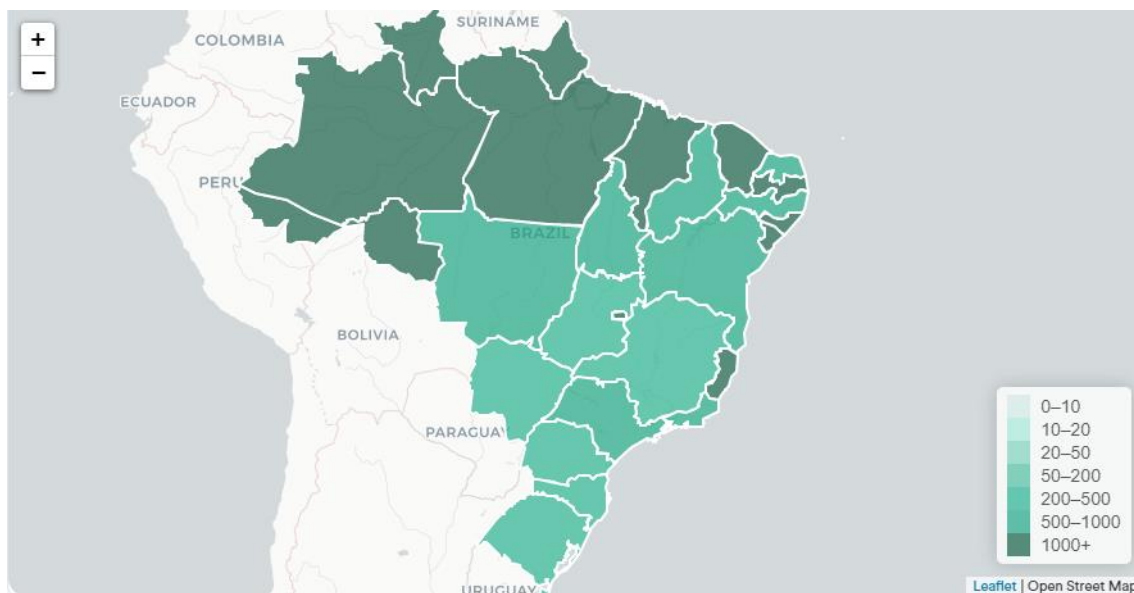 +
−
SURINAME
COLOMBIA
ECUADOR
PERU
BRAZIL
BOLIVIA
PARAGUAY
URUGUAY
0–10
10–20
20–50
50–200
200–500
500–1000
1000+
Leaflet | Open Street Map